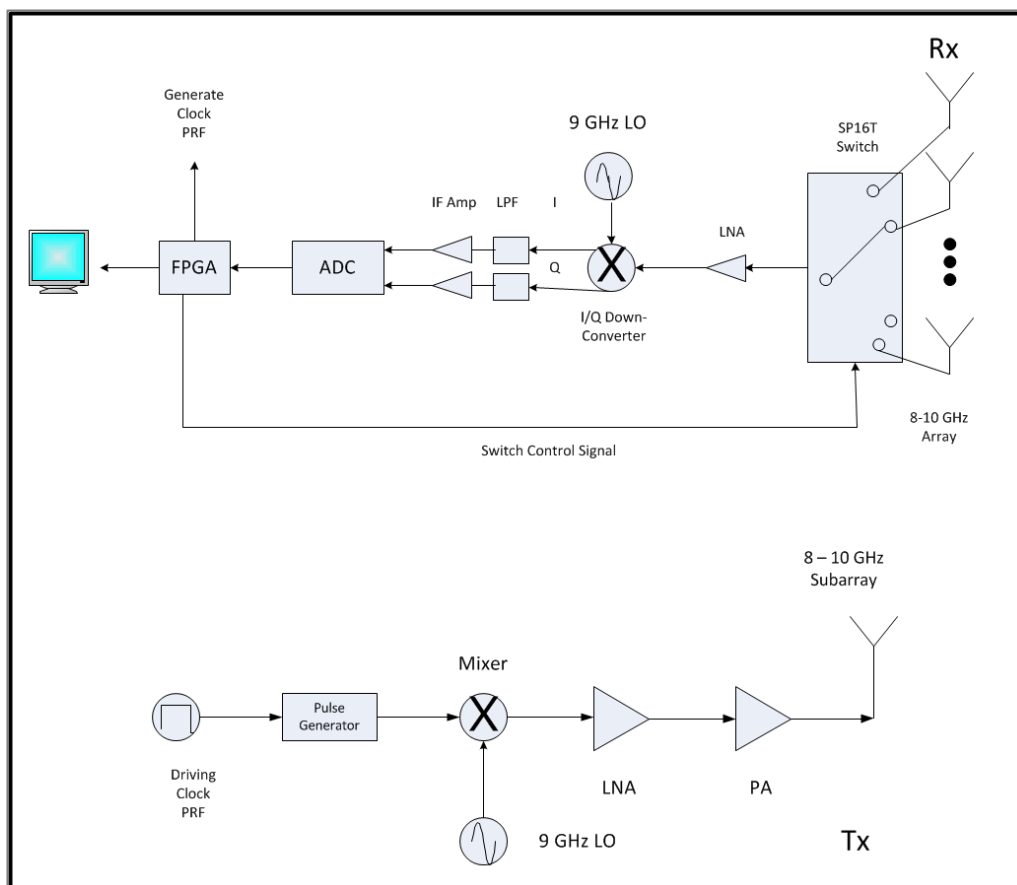 Rx
Generate
Clock
PRF
9 GHz LO
SP16T
Switch
IF Amp
LPF
I
LNA
FPGA
ADC
X
Q
I/Q Down-
Converter
8-10 GHz
Array
Switch Control Signal
8 – 10 GHz
Subarray
Mixer
Pulse
Generator
X
Driving
Clock
PRF
LNA
PA
9 GHz LO
Tx